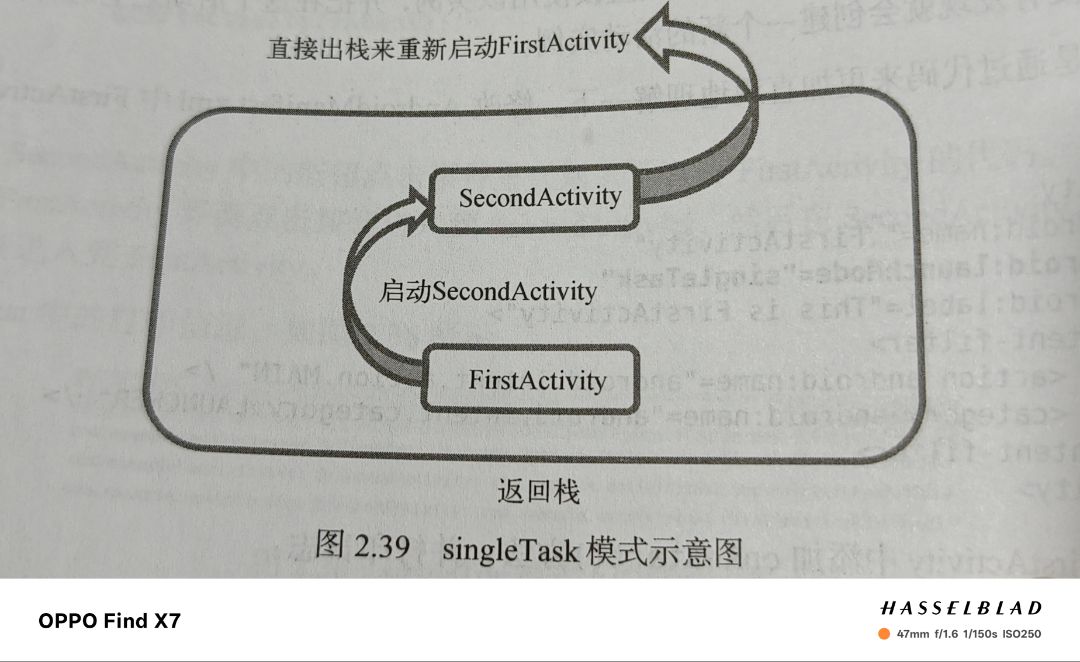 直接出栈来重新启动FirstActivity
SecondActivity
启动SecondActivity
FirstActivity
返回栈
图 2.39 singleTask 模式示意图
OPPO Find X7
HASSELBLAD
47mm f/1.6 1/150s ISO250